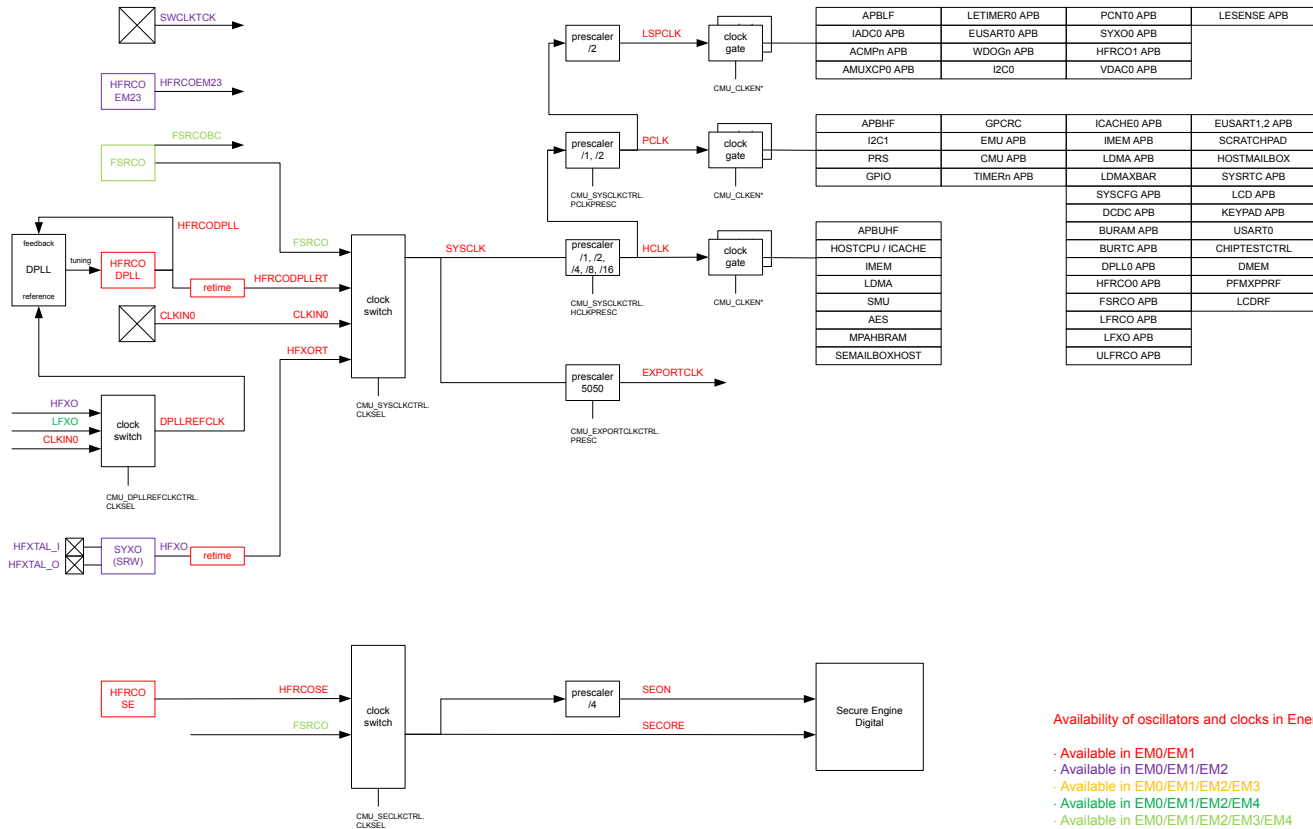 SWCLKTCK
HFRCO
EM23
HFRCOEM23
FSRCO
FSRCOBC
feedback
DPLL
reference
tuning
HFRCO
DPLL
HFRCODPLL
retime
HFRCODPLLRT
FSRCO
CLKIN0
CLKIN0
HFXORT
clock
switch
CMU_SYSCLKCTRL.
CLKSEL
HFXO
LFXO
CLKIN0
clock
switch
DPLLREFCLK
CMU_DPLLREFCLKCTRL.
CLKSEL
HFXTAL_I
HFXTAL_O
SYXO
(SRW)
HFXO
retime
SYSCLK
prescaler
/2
LSPCLK
clock
gate
CMU_CLKEN*
prescaler
/1, /2
CMU_SYSCLKCTRL.
PCLKPRESC
PCLK
clock
gate
CMU_CLKEN*
prescaler
/1, /2,
/4, /8, /16
CMU_SYSCLKCTRL.
HCLKPRESC
HCLK
clock
gate
CMU_CLKEN*
prescaler
5050
CMU_EXPORTCLKCTRL.
PRESC
EXPORTCLK
APBLF LETIMER0 APB PCNT0 APB LESENSE APB
IADC0 APB EUSART0 APB SYXO0 APB
ACMPn APB WDOGn APB HFRCO1 APB
AMUXCP0 APB I2C0 VDAC0 APB
APBHF GPCRC ICACHE0 APB EUSART1,2 APB
I2C1 EMU APB IMEM APB SCRATCHPAD
PRS CMU APB LDMA APB HOSTMAILBOX
GPIO TIMERn APB LDMAXBAR SYSRTC APB
SYSCFG APB LCD APB
DCDC APB KEYPAD APB
BURAM APB USART0
BURTC APB CHIPTESTCTRL
DPLL0 APB DMEM
HFRCO0 APB PFMXPPRF
FSRCO APB LCDRF
LFRCO APB
LFXO APB
ULFRCO APB
APBUHF
HOSTCPU / ICACHE
IMEM
LDMA
SMU
AES
MPAHBRAM
SEMAILBOXHOST
HFRCO
SE
HFRCOSE
FSRCO
clock
switch
CMU_SECLKCTRL.
CLKSEL
prescaler
/4
SEON
SECORE
Secure Engine
Digital
Availability of oscillators and clocks in Ener
· Available in EM0/EM1
· Available in EM0/EM1/EM2
· Available in EM0/EM1/EM2/EM3
· Available in EM0/EM1/EM2/EM4
· Available in EM0/EM1/EM2/EM3/EM4